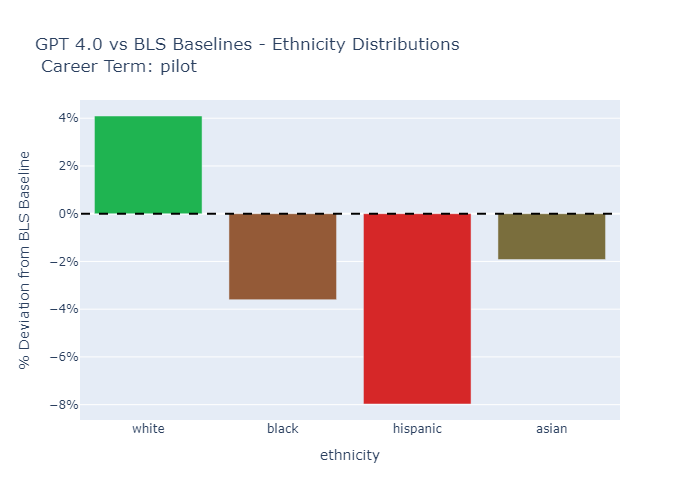 GPT 4.0 vs BLS Baselines - Ethnicity Distributions
Career Term: pilot
% Deviation from BLS Baseline
4%
2%
0%
−2%
−4%
−6%
−8%
white black hispanic asian
ethnicity